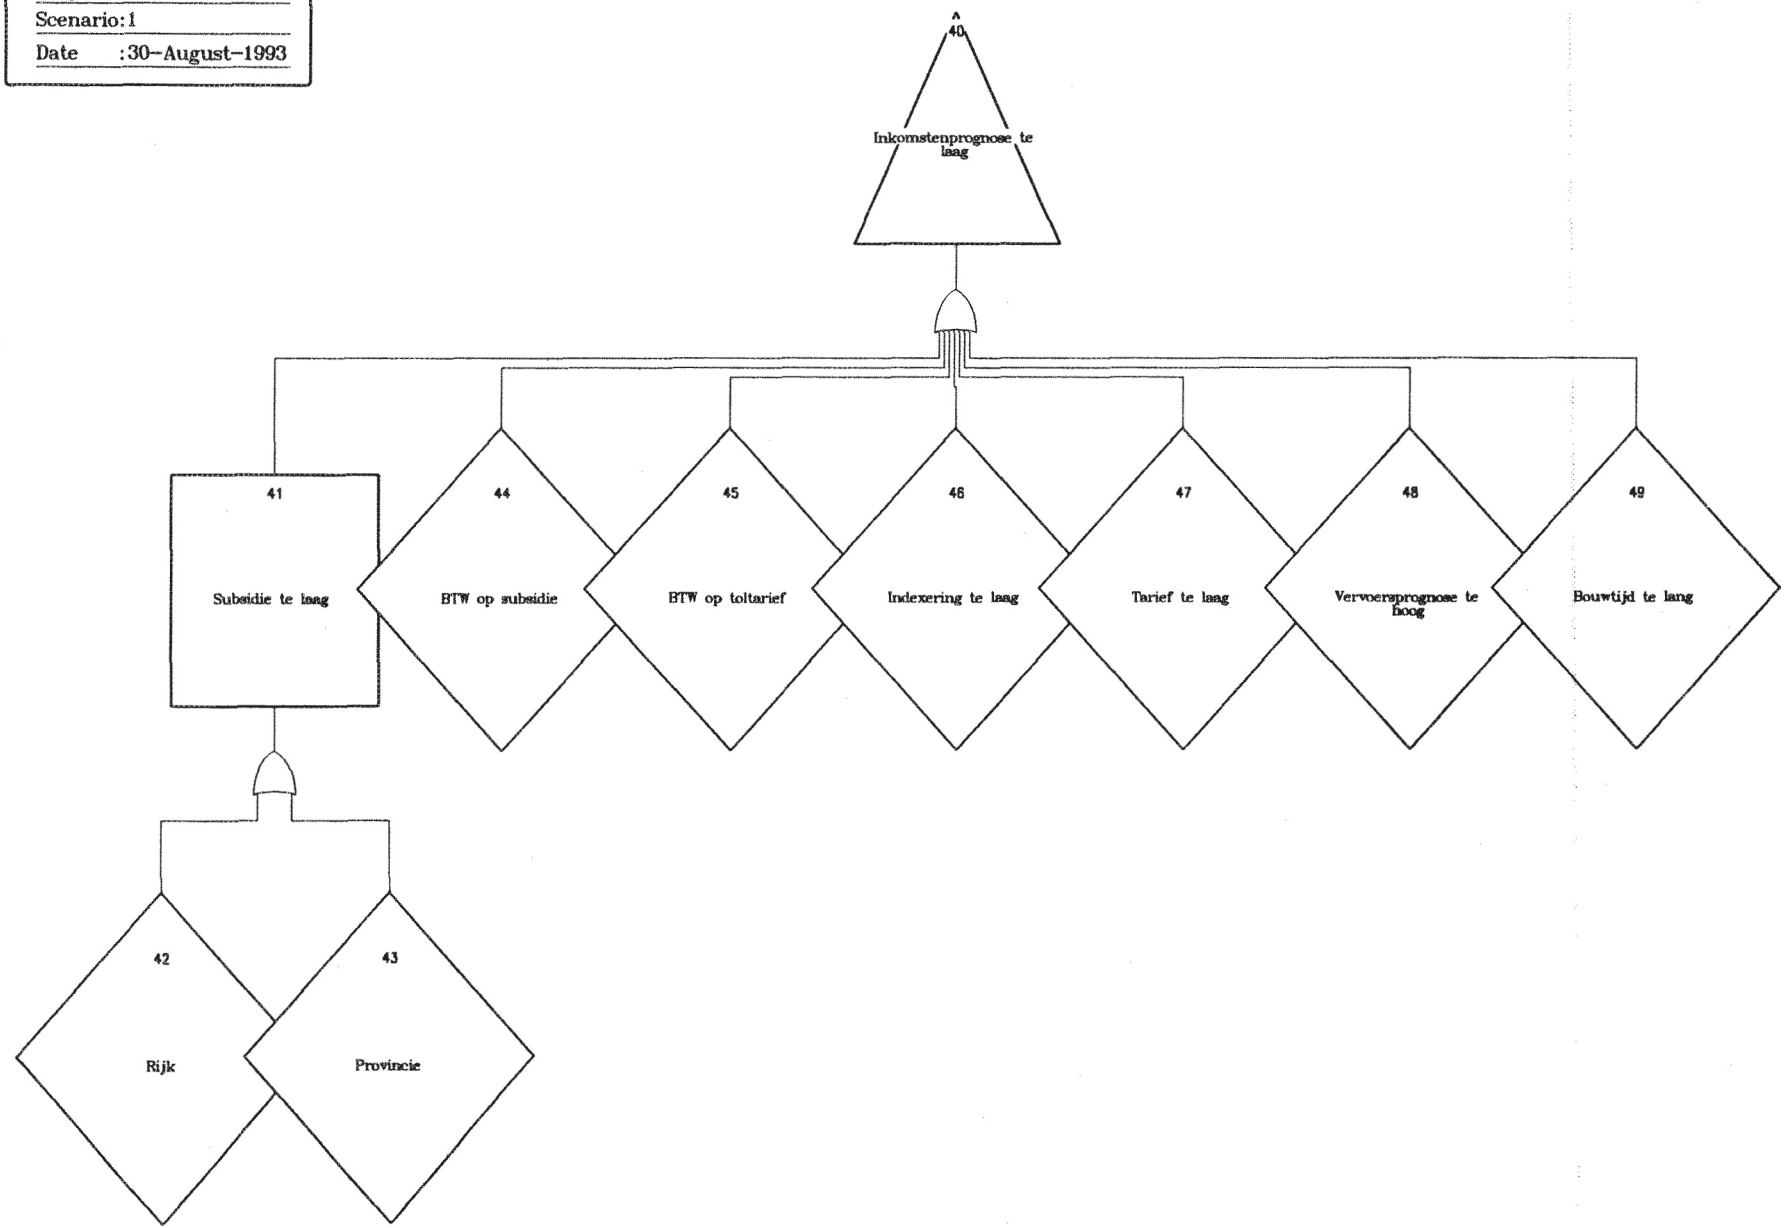 Scenario:1
Date :30-August-1993
^
40
Inkomstenprognose te
laag
41
44
45
46
47
48
49
Subsidie te laag
BTW op subsidie
BTW op toltarief
Indexering te laag
Tarief te laag
Vervoersprognose te
hoog
Bouwtijd te lang
42
43
Rijk
Provincie